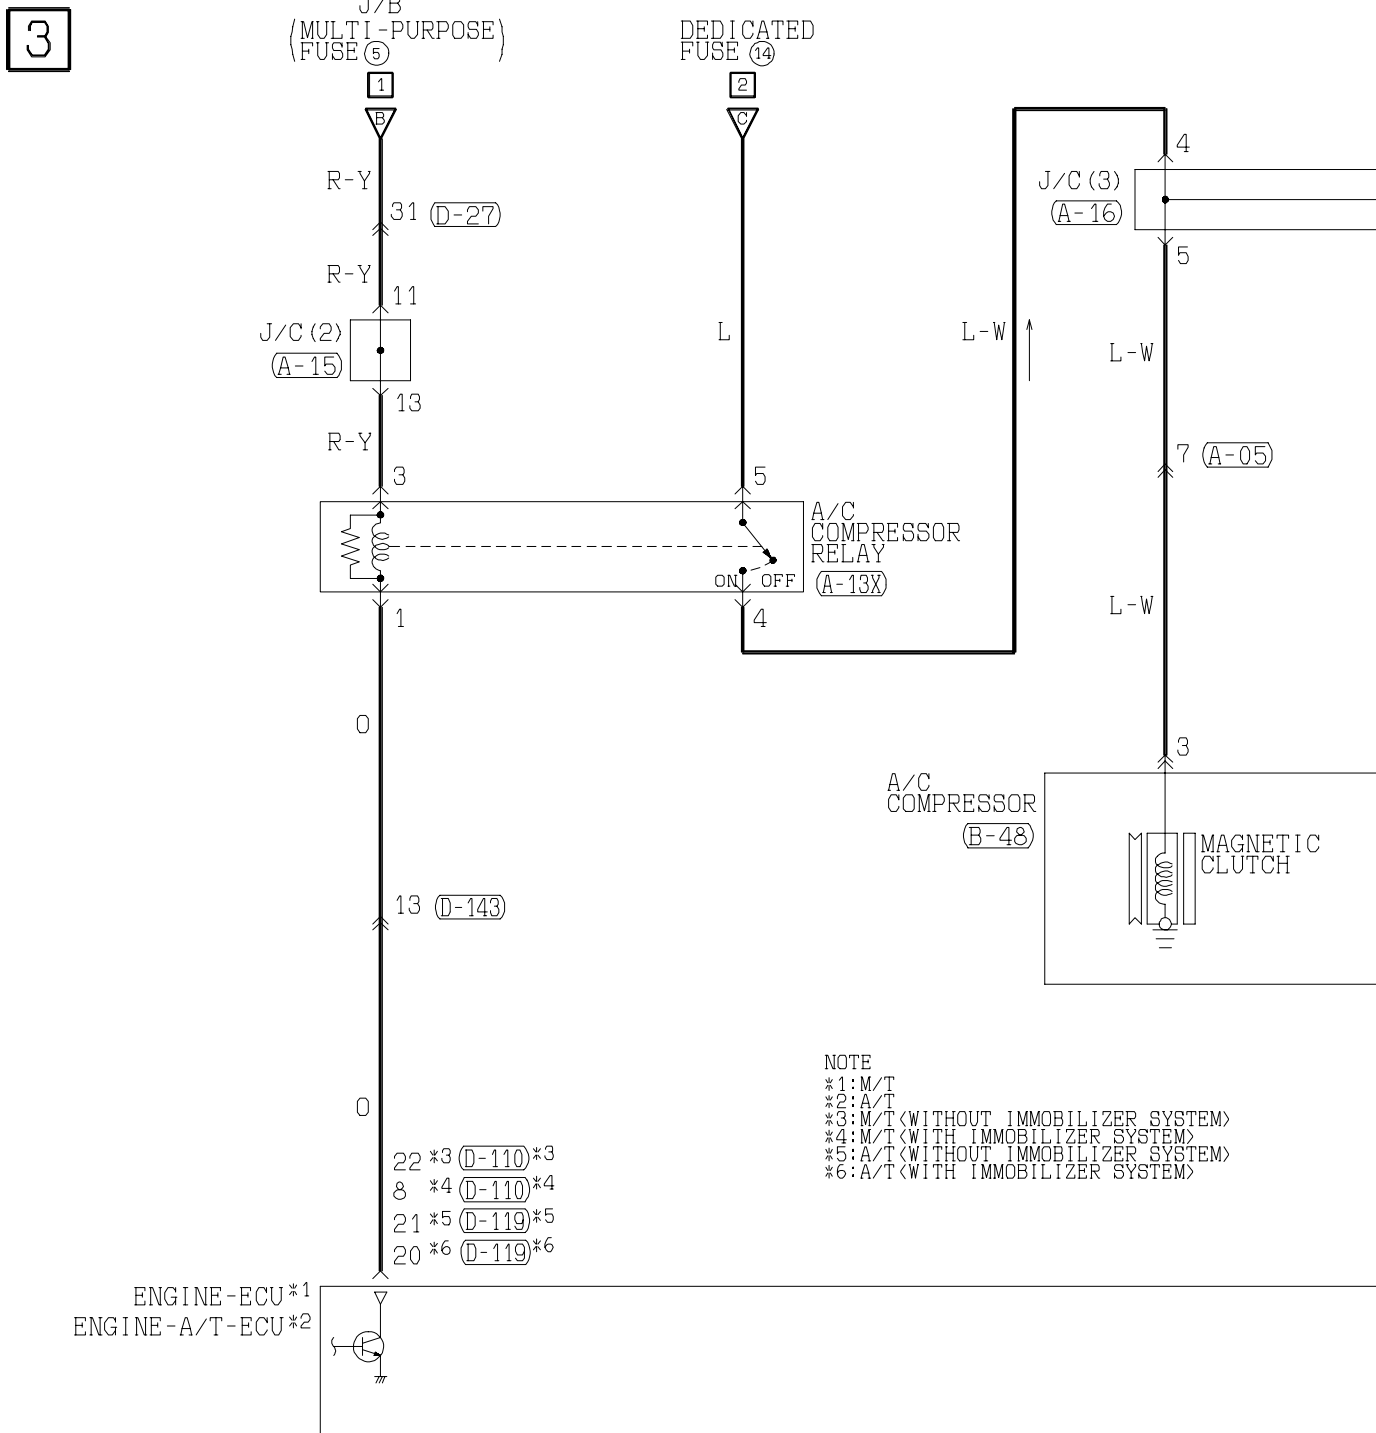 3
J/B
(MULTI-PURPOSE)
(FUSE 5)
1
B
DEDICATED
FUSE 14
2
C
R-Y
31 D-27
R-Y
11
J/C(2)
A-15
13
R-Y
3
L
5
L-W
4
J/C(3)
A-16
5
L-W
7 A-05
A/C
COMPRESSOR
RELAY
A-13X
ON OFF
1
4
L-W
O
3
A/C
COMPRESSOR
B-48
MAGNETIC
CLUTCH
13 D-143
O
NOTE
*1:M/T
*2:A/T
*3:M/T<WITHOUT IMMOBILIZER SYSTEM>
*4:M/T<WITH IMMOBILIZER SYSTEM>
*5:A/T<WITHOUT IMMOBILIZER SYSTEM>
*6:A/T<WITH IMMOBILIZER SYSTEM>
22 *3 D-110 *3
8 *4 D-110 *4
21 *5 D-119 *5
20 *6 D-119 *6
ENGINE-ECU*1
ENGINE-A/T-ECU*2